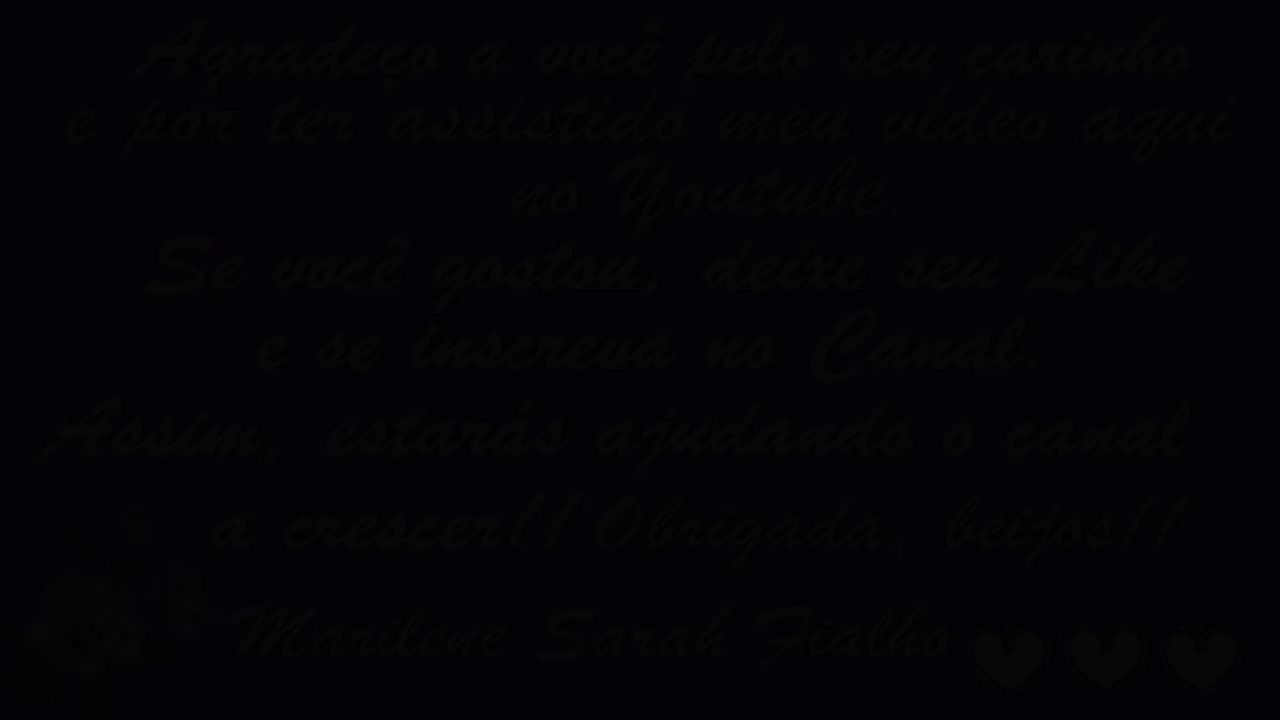 Agradeço a você pelo seu carinho
e por ter assistido meu vídeo aqui
no Youtube.
Se você gostou, deixe seu Like
e se inscreva no Canal.
Assim, estarás ajudando o canal
a crescer!! Obrigada, beijos!!
Marilene Sarah Fialho